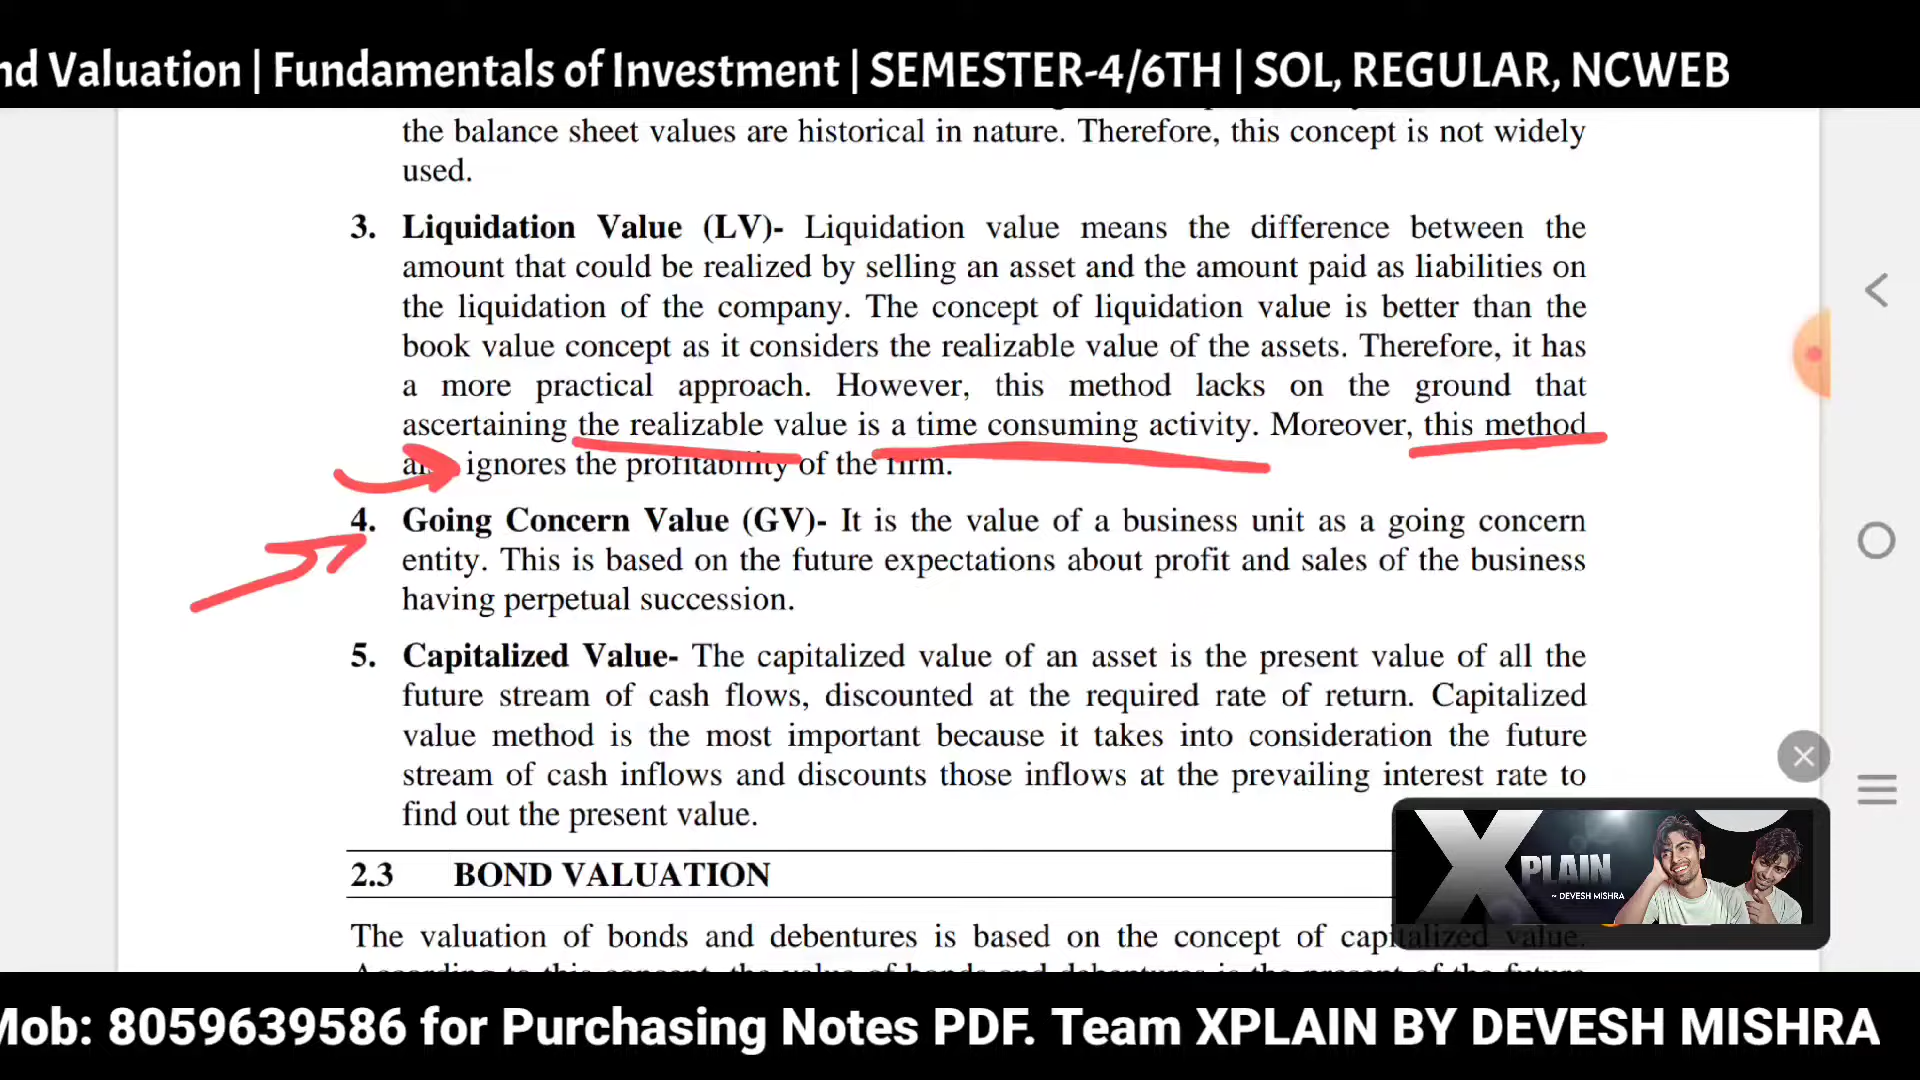 nd Valuation | Fundamentals of Investment | SEMESTER-4/6TH | SOL, REGULAR, NCWEB
the balance sheet values are historical in nature. Therefore, this concept is not widely
used.
3. Liquidation Value (LV)- Liquidation value means the difference between the
amount that could be realized by selling an asset and the amount paid as liabilities on
the liquidation of the company. The concept of liquidation value is better than the
book value concept as it considers the realizable value of the assets. Therefore, it has
a more practical approach. However, this method lacks on the ground that
ascertaining the realizable value is a time consuming activity. Moreover, this method
ignores the profitability of the firm.
4. Going Concern Value (GV)- It is the value of a business unit as a going concern
entity. This is based on the future expectations about profit and sales of the business
having perpetual succession.
5. Capitalized Value- The capitalized value of an asset is the present value of all the
future stream of cash flows, discounted at the required rate of return. Capitalized
value method is the most important because it takes into consideration the future
stream of cash inflows and discounts those inflows at the prevailing interest rate to
find out the present value.
2.3 BOND VALUATION
XPLAIN
~ DEVESH MISHRA
The valuation of bonds and debentures is based on the concept of capitalized value.
Mob: 8059639586 for Purchasing Notes PDF. Team XPLAIN BY DEVESH MISHRA